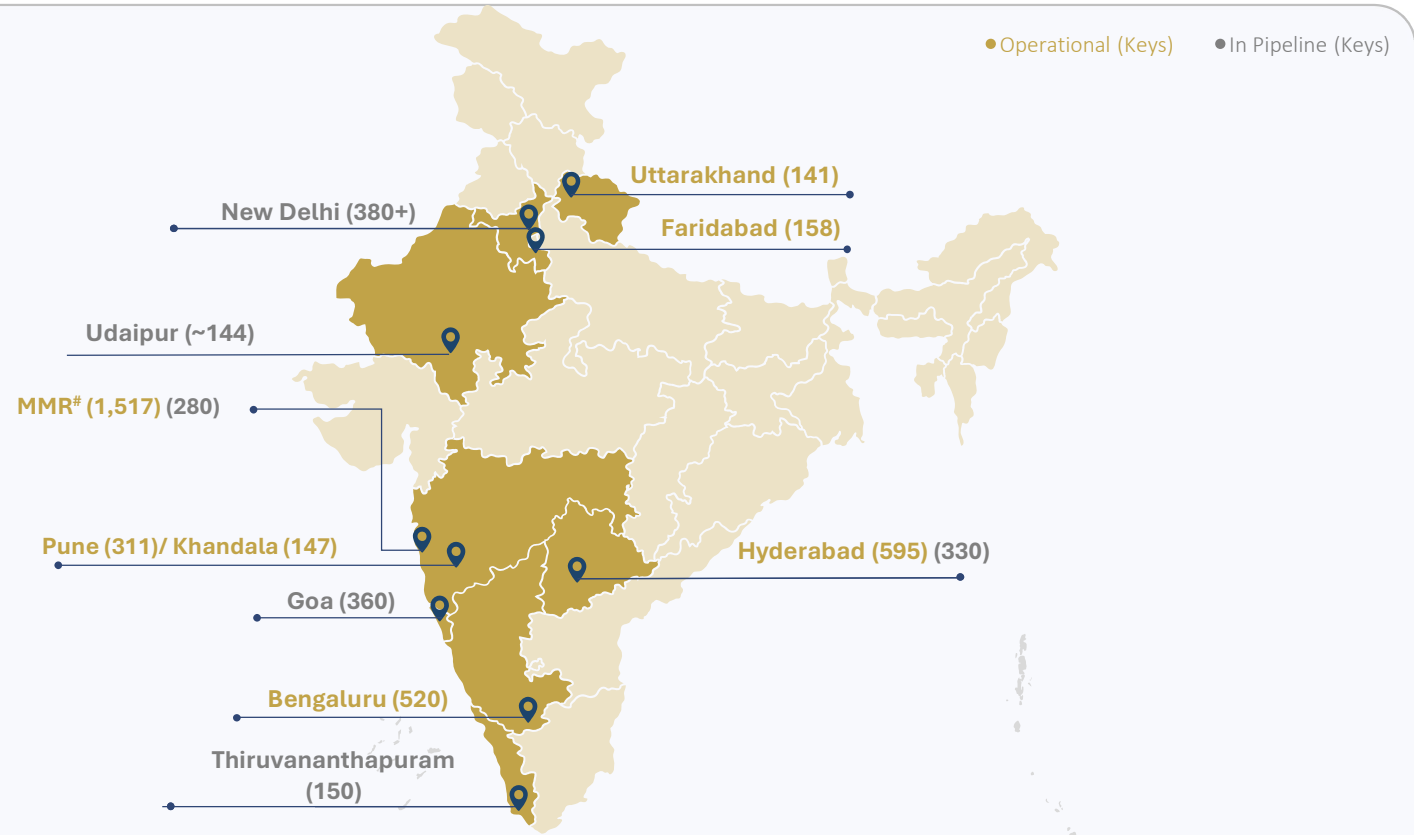 Operational (Keys)
In Pipeline (Keys)
Uttarakhand (141)
New Delhi (380+)
Faridabad (158)
Udaipur (~144)
MMR# (1,517) (280)
Pune (311)/ Khandala (147)
Hyderabad (595) (330)
Goa (360)
Bengaluru (520)
Thiruvananthapuram
(150)